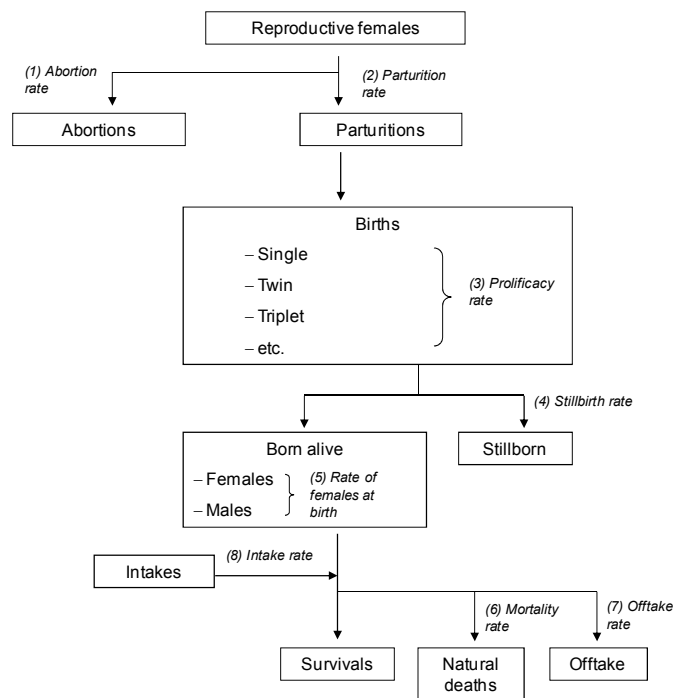 Reproductive females
(1) Abortion
rate
(2) Parturition
rate
Abortions
Parturitions
Births
– Single
– Twin
– Triplet
– etc.
(3) Prolificacy
rate
(4) Stillbirth rate
Born alive
– Females
– Males
(5) Rate of
females at
birth
Stillborn
(8) Intake rate
Intakes
(6) Mortality
rate
(7) Offtake
rate
Survivals
Natural
deaths
Offtake